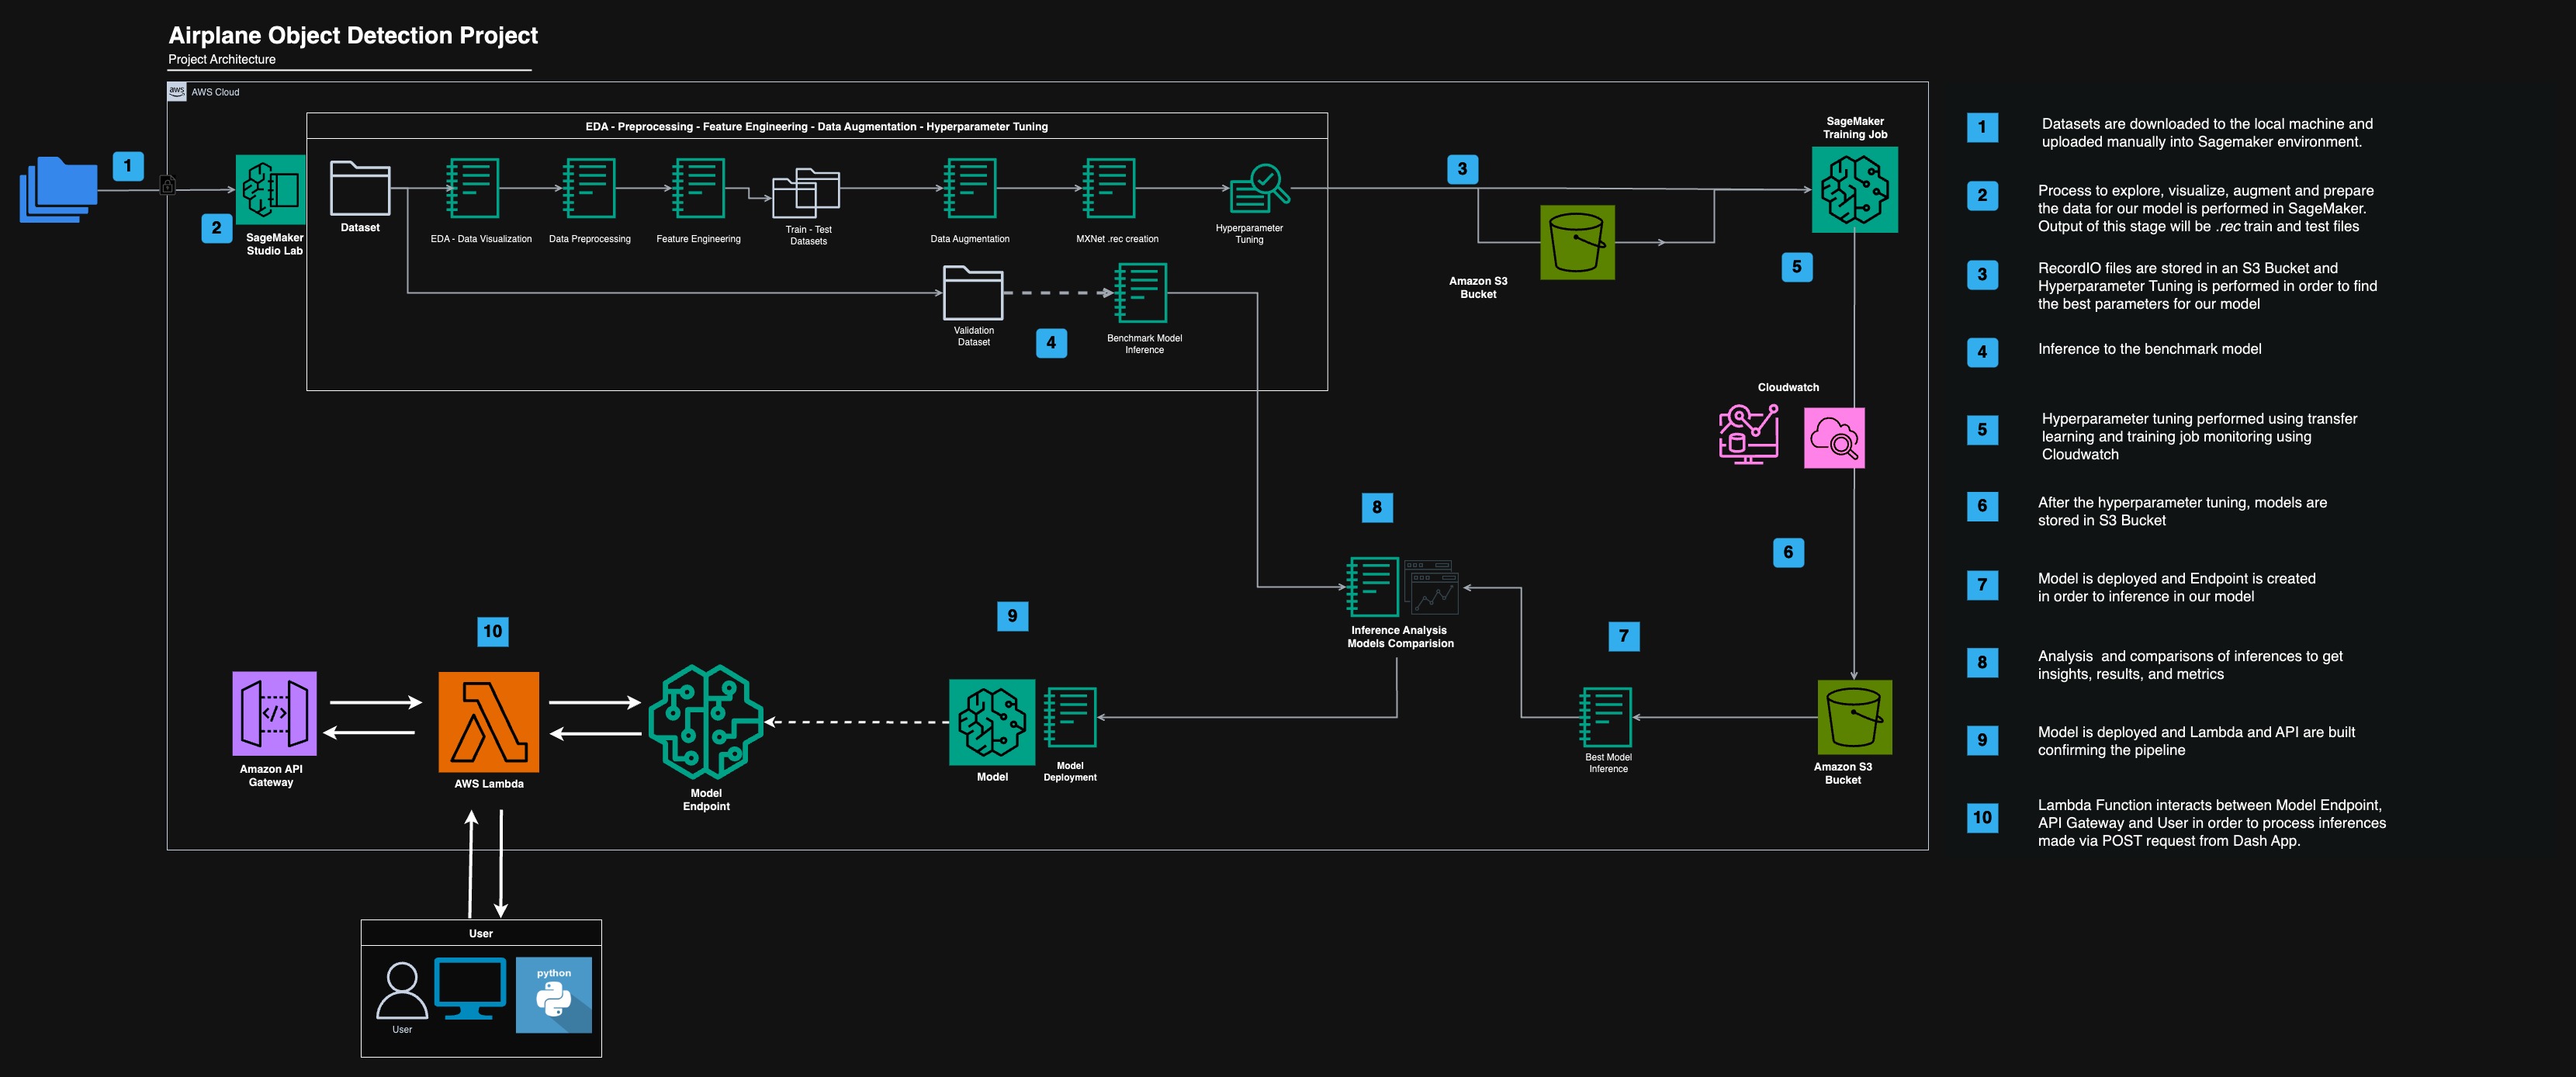 Airplane Object Detection Project
Project Architecture
aws
AWS Cloud
EDA - Preprocessing - Feature Engineering - Data Augmentation - Hyperparameter Tuning
1
2
SageMaker
Studio Lab
Dataset
EDA - Data Visualization
Data Preprocessing
Feature Engineering
Train - Test
Datasets
Data Augmentation
MXNet .rec creation
Hyperparameter
Tuning
Validation
Dataset
4
Benchmark Model
Inference
3
Amazon S3
Bucket
SageMaker
Training Job
5
Cloudwatch
6
8
Inference Analysis
Models Comparision
7
Best Model
Inference
Amazon S3
Bucket
9
Model
Model
Deployment
Model
Endpoint
10
AWS Lambda
</>
Amazon API
Gateway
User
User
python
1
Datasets are downloaded to the local machine and
uploaded manually into Sagemaker environment.
2
Process to explore, visualize, augment and prepare
the data for our model is performed in SageMaker.
Output of this stage will be .rec train and test files
3
RecordIO files are stored in an S3 Bucket and
Hyperparameter Tuning is performed in order to find
the best parameters for our model
4
Inference to the benchmark model
5
Hyperparameter tuning performed using transfer
learning and training job monitoring using
Cloudwatch
6
After the hyperparameter tuning, models are
stored in S3 Bucket
7
Model is deployed and Endpoint is created
in order to inference in our model
8
Analysis and comparisons of inferences to get
insights, results, and metrics
9
Model is deployed and Lambda and API are built
confirming the pipeline
10
Lambda Function interacts between Model Endpoint,
API Gateway and User in order to process inferences
made via POST request from Dash App.